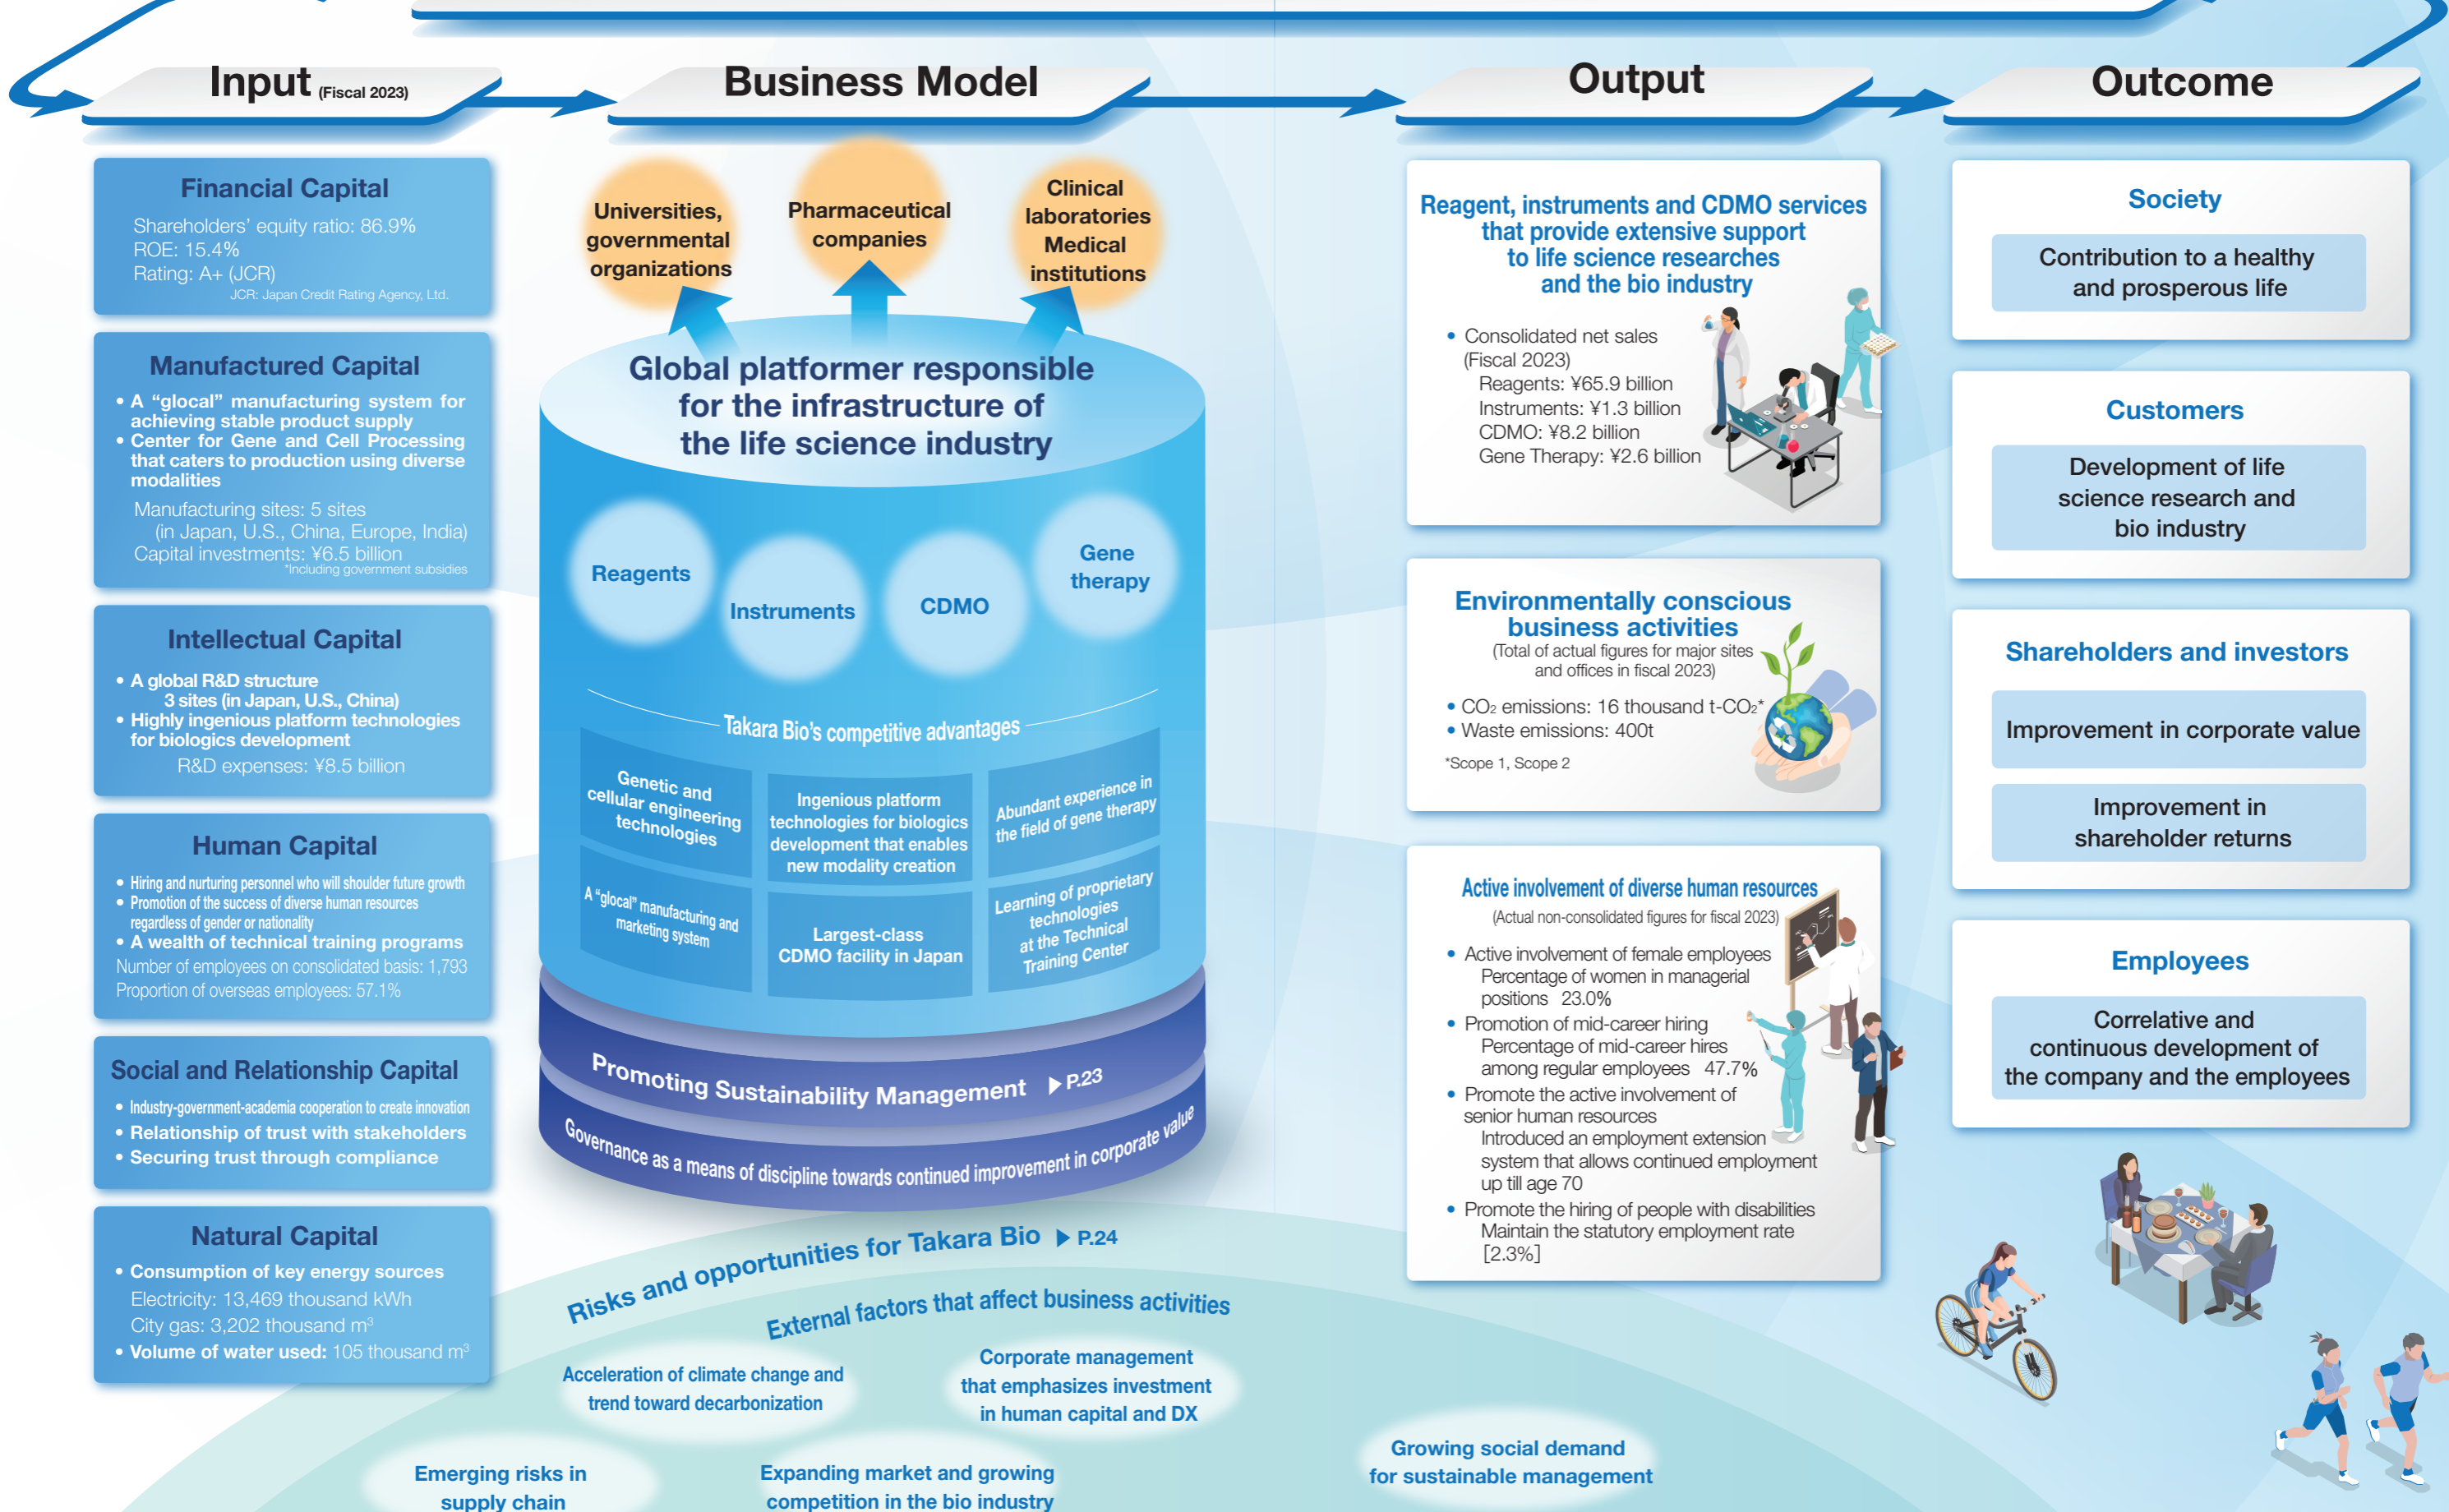 Input (Fiscal 2023)
Business Model
Output
Outcome
Financial Capital
Shareholders' equity ratio: 86.9%
ROE: 15.4%
Rating: A+ (JCR)
JCR: Japan Credit Rating Agency, Ltd.
Manufactured Capital
• A “glocal” manufacturing system for
achieving stable product supply
• Center for Gene and Cell Processing
that caters to production using diverse
modalities
Manufacturing sites: 5 sites
(in Japan, U.S., China, Europe, India)
Capital investments: ¥6.5 billion
*Including government subsidies
Intellectual Capital
• A global R&D structure
3 sites (in Japan, U.S., China)
• Highly ingenious platform technologies
for biologics development
R&D expenses: ¥8.5 billion
Human Capital
• Hiring and nurturing personnel who will shoulder future growth
• Promotion of the success of diverse human resources
regardless of gender or nationality
• A wealth of technical training programs
Number of employees on consolidated basis: 1,793
Proportion of overseas employees: 57.1%
Social and Relationship Capital
• Industry-government-academia cooperation to create innovation
• Relationship of trust with stakeholders
• Securing trust through compliance
Natural Capital
• Consumption of key energy sources
Electricity: 13,469 thousand kWh
City gas: 3,202 thousand m³
• Volume of water used: 105 thousand m³
Universities,
governmental
organizations
Pharmaceutical
companies
Clinical
laboratories
Medical
institutions
Global platformer responsible
for the infrastructure of
the life science industry
Reagents
Instruments
CDMO
Gene
therapy
Takara Bio's competitive advantages
Genetic and
cellular engineering
technologies
Ingenious platform
technologies for biologics
development that enables
new modality creation
Abundant experience in
the field of gene therapy
A “glocal” manufacturing and
marketing system
Largest-class
CDMO facility in Japan
Learning of proprietary
technologies
at the Technical
Training Center
Promoting Sustainability Management ▶ P.23
Governance as a means of discipline towards continued improvement in corporate value
Risks and opportunities for Takara Bio ▶ P.24
External factors that affect business activities
Acceleration of climate change and
trend toward decarbonization
Corporate management
that emphasizes investment
in human capital and DX
Emerging risks in
supply chain
Expanding market and growing
competition in the bio industry
Growing social demand
for sustainable management
Reagent, instruments and CDMO services
that provide extensive support
to life science researches
and the bio industry
• Consolidated net sales
(Fiscal 2023)
Reagents: ¥65.9 billion
Instruments: ¥1.3 billion
CDMO: ¥8.2 billion
Gene Therapy: ¥2.6 billion
Environmentally conscious
business activities
(Total of actual figures for major sites
and offices in fiscal 2023)
• CO₂ emissions: 16 thousand t-CO₂*
• Waste emissions: 400t
*Scope 1, Scope 2
Active involvement of diverse human resources
(Actual non-consolidated figures for fiscal 2023)
• Active involvement of female employees
Percentage of women in managerial
positions 23.0%
• Promotion of mid-career hiring
Percentage of mid-career hires
among regular employees 47.7%
• Promote the active involvement of
senior human resources
Introduced an employment extension
system that allows continued employment
up till age 70
• Promote the hiring of people with disabilities
Maintain the statutory employment rate
[2.3%]
Society
Contribution to a healthy
and prosperous life
Customers
Development of life
science research and
bio industry
Shareholders and investors
Improvement in corporate value
Improvement in
shareholder returns
Employees
Correlative and
continuous development of
the company and the employees